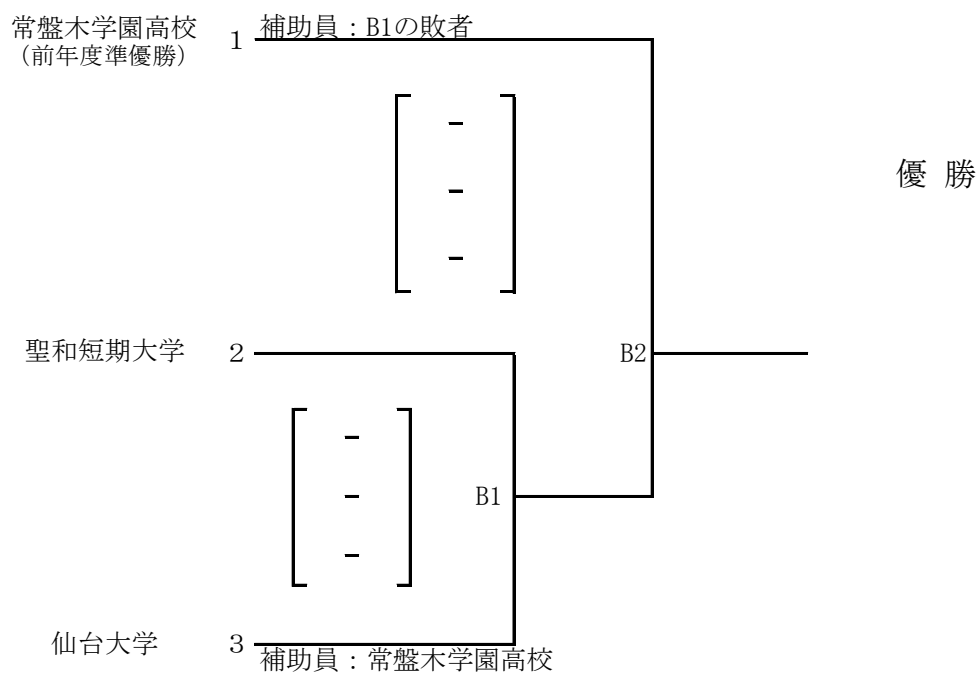 常盤木学園高校
（前年度準優勝）
1
補助員：B1の敗者
-
-
-
優 勝
聖和短期大学
2
B2
-
-
-
B1
仙台大学
3
補助員：常盤木学園高校